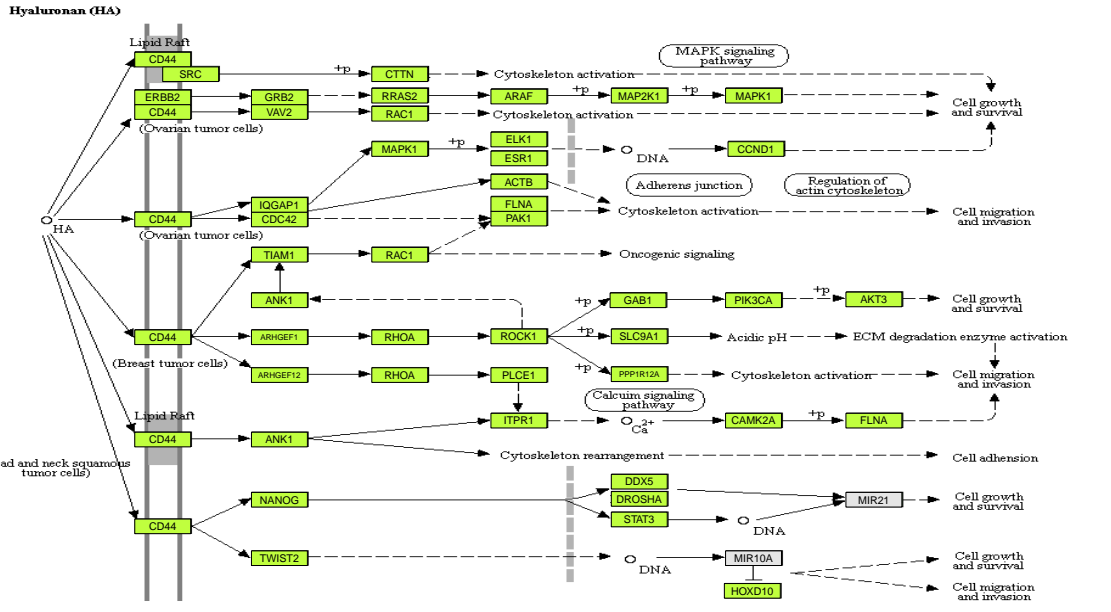 Hyaluronan (HA)
Lipid Raft
CD44
SRC
+p
CTTN
Cytoskeleton activation
MAPK signaling
pathway
ERBB2
GRB2
RRAS2
ARAF
+p
MAP2K1
+p
MAPK1
Cell growth
and survival
CD44
VAV2
RAC1
Cytoskeleton activation
(Ovarian tumor cells)
MAPK1
+p
ELK1
ESR1
DNA
CCND1
ACTB
Adherens junction
Regulation of
actin cytoskeleton
HA
CD44
IQGAP1
CDC42
FLNA
PAK1
Cytoskeleton activation
Cell migration
and invasion
(Ovarian tumor cells)
TIAM1
RAC1
Oncogenic signaling
ANK1
+p
GAB1
PIK3CA
+p
AKT3
Cell growth
and survival
CD44
ARHGEF1
RHOA
ROCK1
+p
SLC9A1
Acidic pH
ECM degradation enzyme activation
(Breast tumor cells)
ARHGEF12
RHOA
PLCE1
+p
PPP1R12A
Cytoskeleton activation
Cell migration
and invasion
Calcuim signaling
pathway
Lipid Raft
CD44
ANK1
ITPR1
Ca2+
CAMK2A
+p
FLNA
Cytoskeleton rearrangement
Cell adhension
ad and neck squamous
tumor cells)
CD44
NANOG
DDX5
DROSHA
STAT3
DNA
MIR21
Cell growth
and survival
TWIST2
DNA
MIR10A
HOXD10
Cell growth
and survival
Cell migration
and invasion